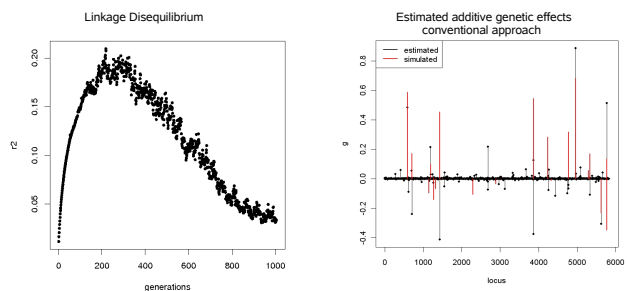 Linkage Disequilibrium
r2
0.20
0.15
0.10
0.05
0 200 400 600 800 1000
generations
Estimated additive genetic effects
conventional approach
estimated
simulated
g
0.8
0.6
0.4
0.2
0.0
-0.2
-0.4
0 1000 2000 3000 4000 5000 6000
locus